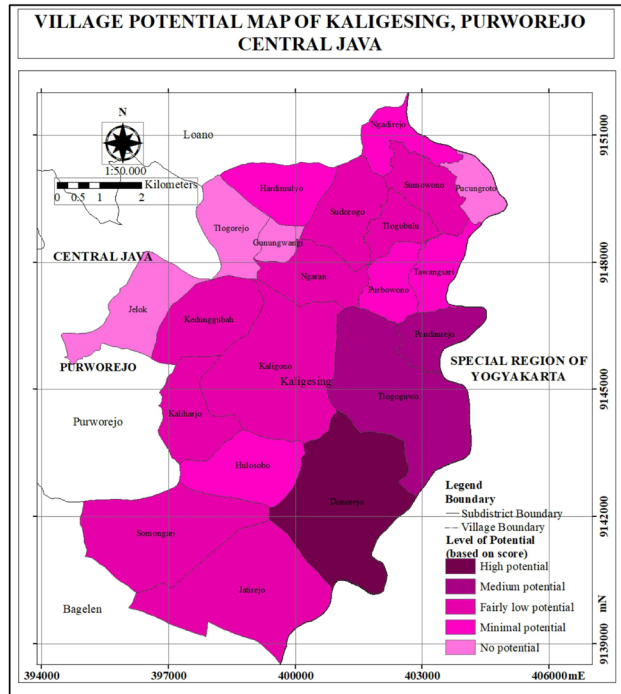 VILLAGE POTENTIAL MAP OF KALIGESING, PURWOREJO
CENTRAL JAVA
N
1:50.000
Kilometers
0 0.5 1 2
Loano
Ngadirejo
Hardimulyo
Sudorogo
Sumowono
Pucungroto
Tlogorejo
Gunungwangi
Tlogobulu
CENTRAL JAVA
Ngaran
Purbowono
Tawangsari
Jelok
Kedunggubah
Pandanrejo
PURWOREJO
Kaligono
Kaligesing
SPECIAL REGION OF
YOGYAKARTA
Tlogoguwo
Purworejo
Kaliharjo
Hulosobo
Donorejo
Somongari
Jatirejo
Bagelen
Legend
Boundary
Subdistrict Boundary
Village Boundary
Level of Potential
(based on score)
High potential
Medium potential
Fairly low potential
Minimal potential
No potential
9151000
9148000
9145000
9142000
9139000 mN
394000 397000 400000 403000 406000mE